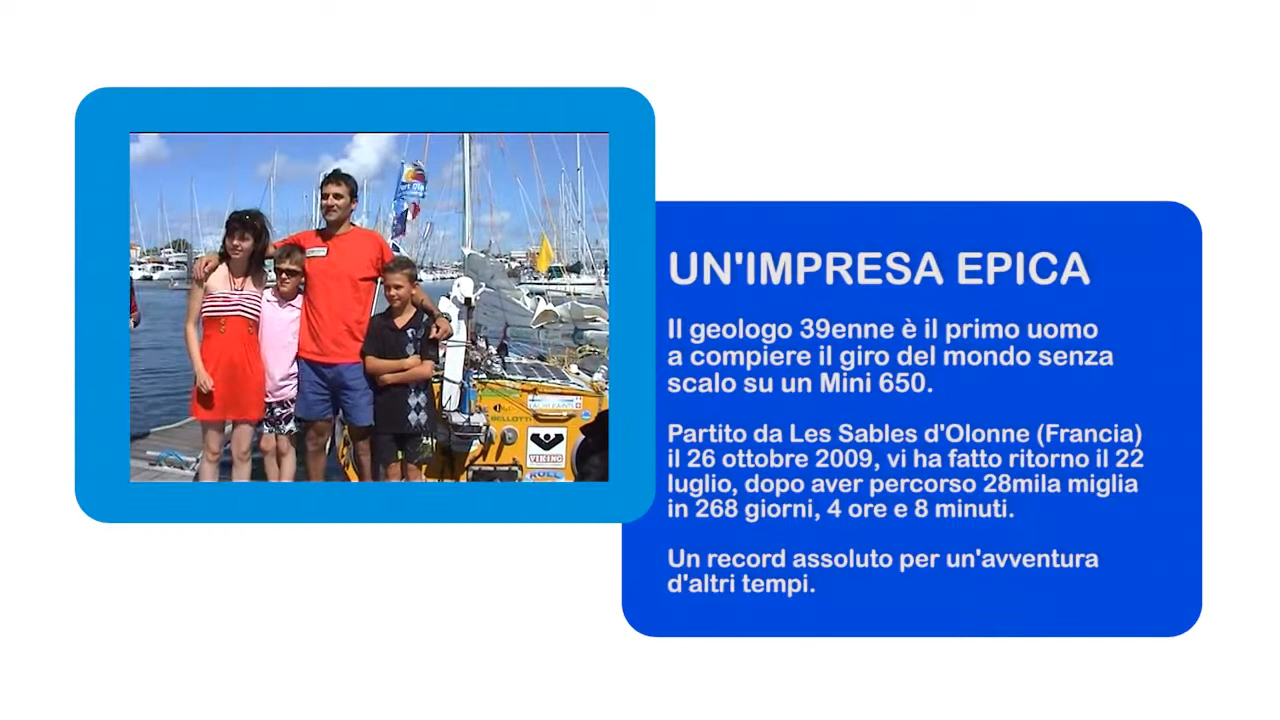 UN'IMPRESA EPICA
Il geologo 39enne è il primo uomo
a compiere il giro del mondo senza
scalo su un Mini 650.
Partito da Les Sables d'Olonne (Francia)
il 26 ottobre 2009, vi ha fatto ritorno il 22
luglio, dopo aver percorso 28mila miglia
in 268 giorni, 4 ore e 8 minuti.
Un record assoluto per un'avventura
d'altri tempi.
BELLOTTI
VIKING
ROLL